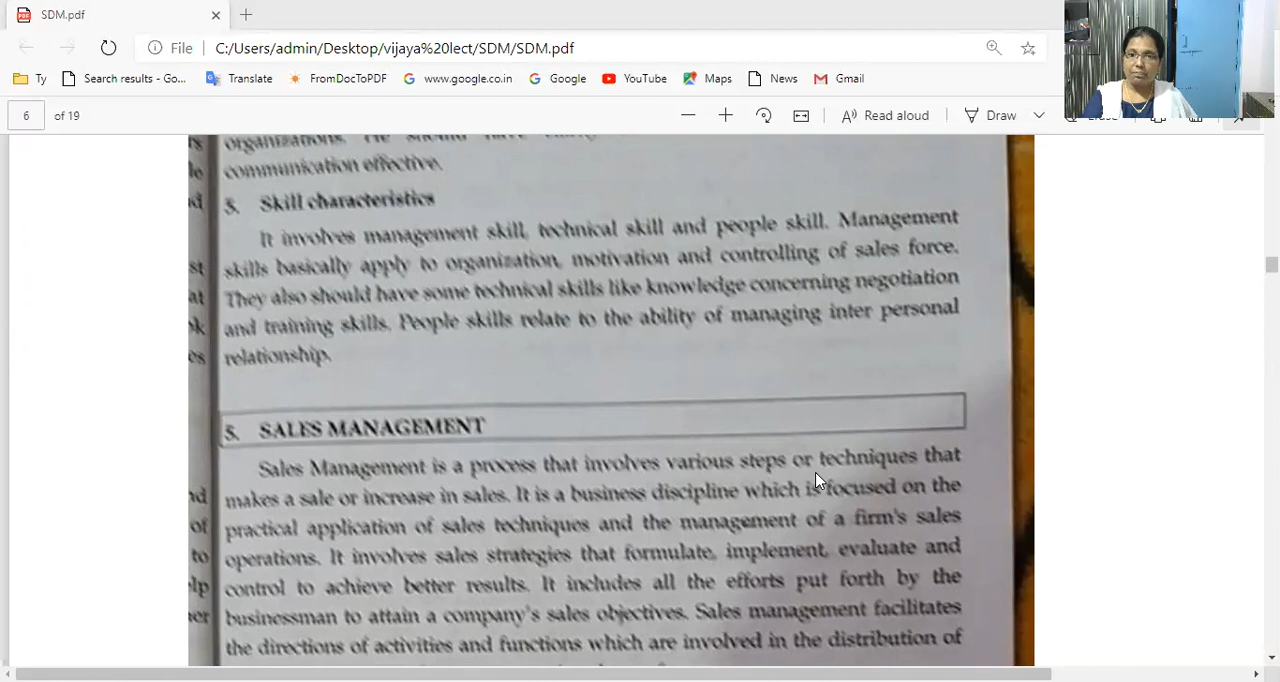 SDM.pdf
File C:/Users/admin/Desktop/vijaya%20lect/SDM/SDM.pdf
Ty Search results - Go... Translate FromDocToPDF www.google.co.in Google YouTube Maps News Gmail
6 of 19 Read aloud Draw
organizations. He should have
communication effective.
5. Skill characteristics
It involves management skill, technical skill and people skill. Management
skills basically apply to organization, motivation and controlling of sales force.
They also should have some technical skills like knowledge concerning negotiation
and training skills. People skills relate to the ability of managing inter personal
relationship.
5. SALES MANAGEMENT
Sales Management is a process that involves various steps or techniques that
makes a sale or increase in sales. It is a business discipline which is focused on the
practical application of sales techniques and the management of a firm's sales
operations. It involves sales strategies that formulate, implement, evaluate and
control to achieve better results. It includes all the efforts put forth by the
businessman to attain a company's sales objectives. Sales management facilitates
the directions of activities and functions which are involved in the distribution of